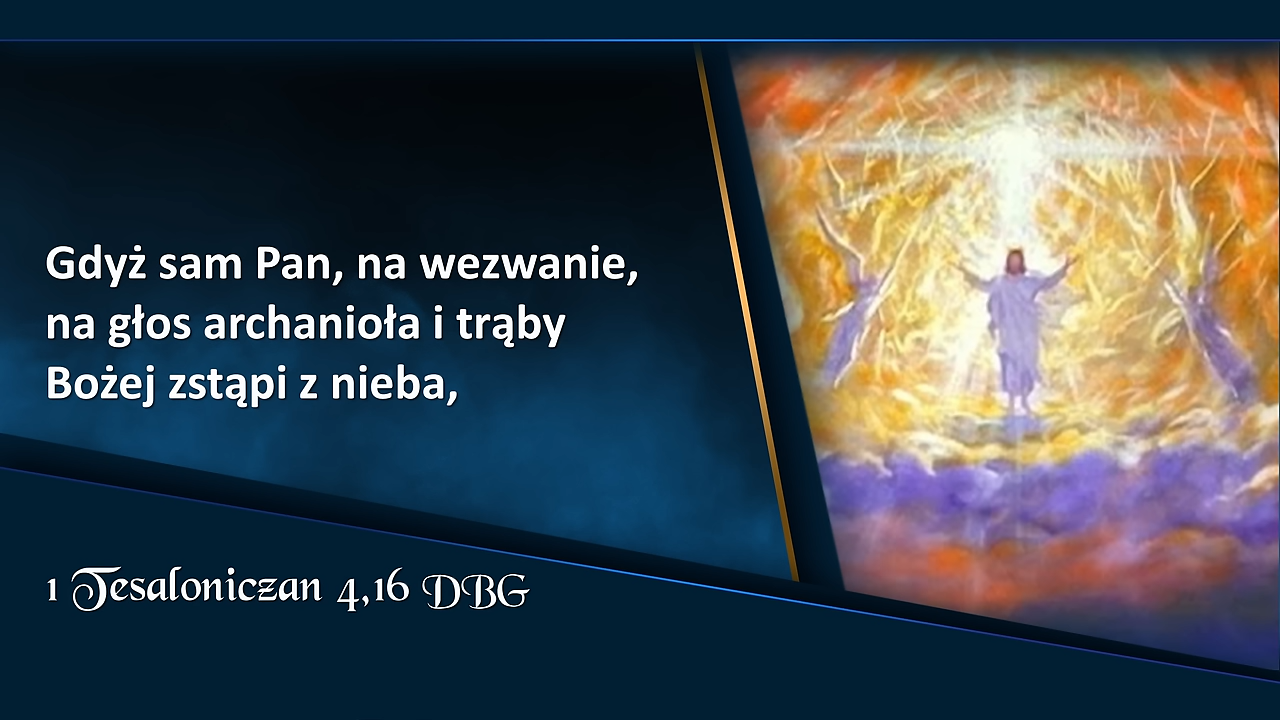 Gdyż sam Pan, na wezwanie,
na głos archanioła i trąby
Bożej zstąpi z nieba,
1 Tesaloniczan 4,16 DBG